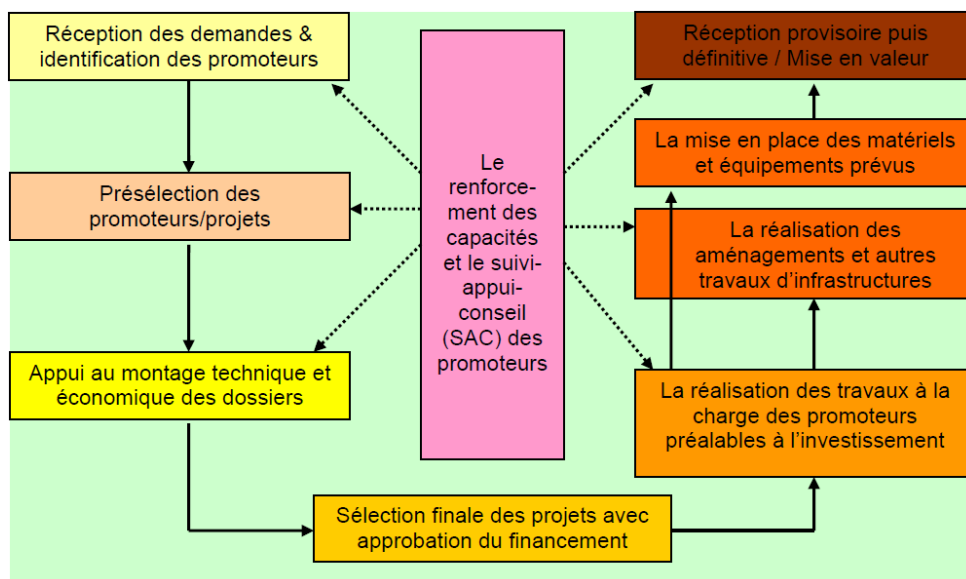 Réception des demandes &
identification des promoteurs
Présélection des
promoteurs/projets
Appui au montage technique et
économique des dossiers
Sélection finale des projets avec
approbation du financement
Le
renforce-
ment des
capacités
et le suivi-
appui-
conseil
(SAC) des
promoteurs
Réception provisoire puis
définitive / Mise en valeur
La mise en place des matériels
et équipements prévus
La réalisation des
aménagements et autres
travaux d’infrastructures
La réalisation des travaux à la
charge des promoteurs
préalables à l’investissement